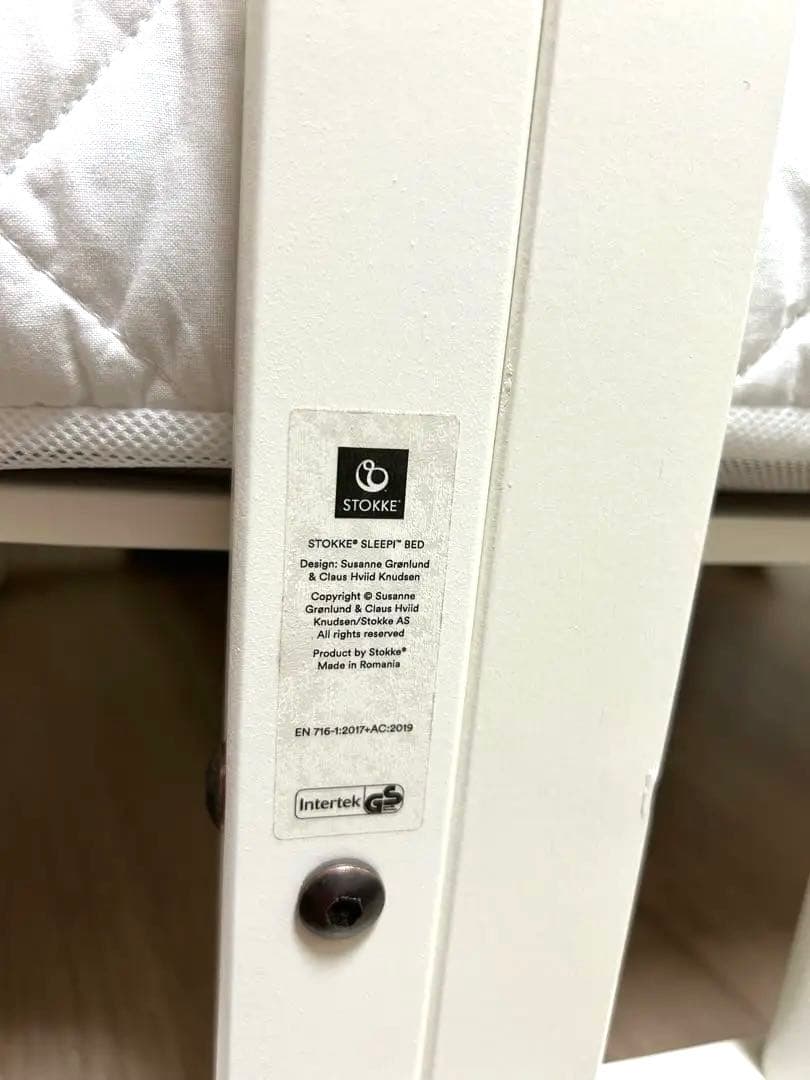 STOKKE®
STOKKE® SLEEPI™ BED
Design: Susanne Grønlund
& Claus Hviid Knudsen
Copyright © Susanne
Grønlund & Claus Hviid
Knudsen/Stokke AS
All rights reserved
Product by Stokke®
Made in Romania
EN 716-1:2017+AC:2019
Intertek GS